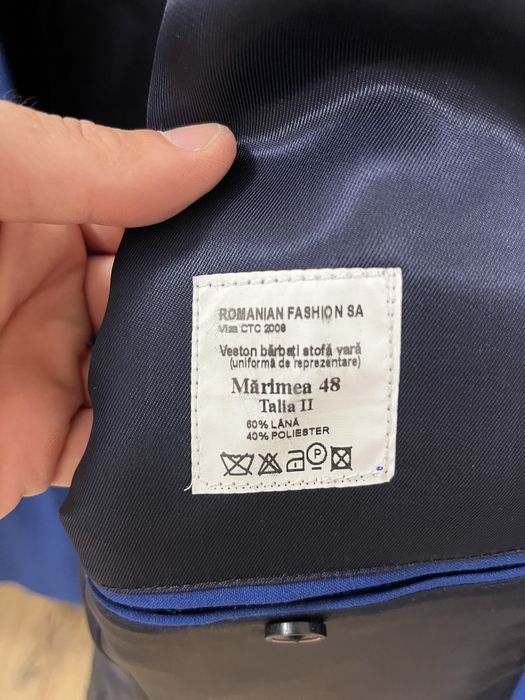 ROMANIAN FASHION SA
Viza CTC 2008
Veston bărbați stofă vară
(uniformă de reprezentare)
Mărimea 48
Talia II
60% LÂNĂ
40% POLIESTER
P